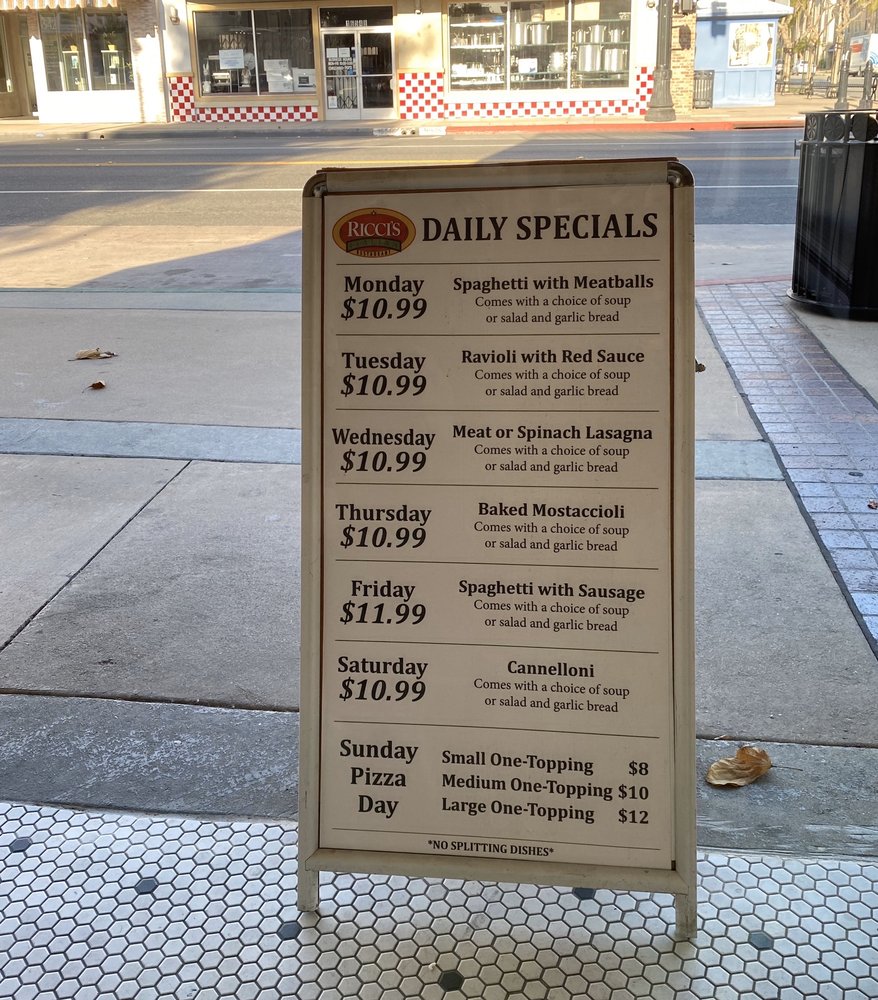 RICCI'S
RESTAURANT
DAILY SPECIALS
Monday
$10.99
Spaghetti with Meatballs
Comes with a choice of soup
or salad and garlic bread
Tuesday
$10.99
Ravioli with Red Sauce
Comes with a choice of soup
or salad and garlic bread
Wednesday
$10.99
Meat or Spinach Lasagna
Comes with a choice of soup
or salad and garlic bread
Thursday
$10.99
Baked Mostaccioli
Comes with a choice of soup
or salad and garlic bread
Friday
$11.99
Spaghetti with Sausage
Comes with a choice of soup
or salad and garlic bread
Saturday
$10.99
Cannelloni
Comes with a choice of soup
or salad and garlic bread
Sunday
Pizza
Day
Small One-Topping $8
Medium One-Topping $10
Large One-Topping $12
*NO SPLITTING DISHES*